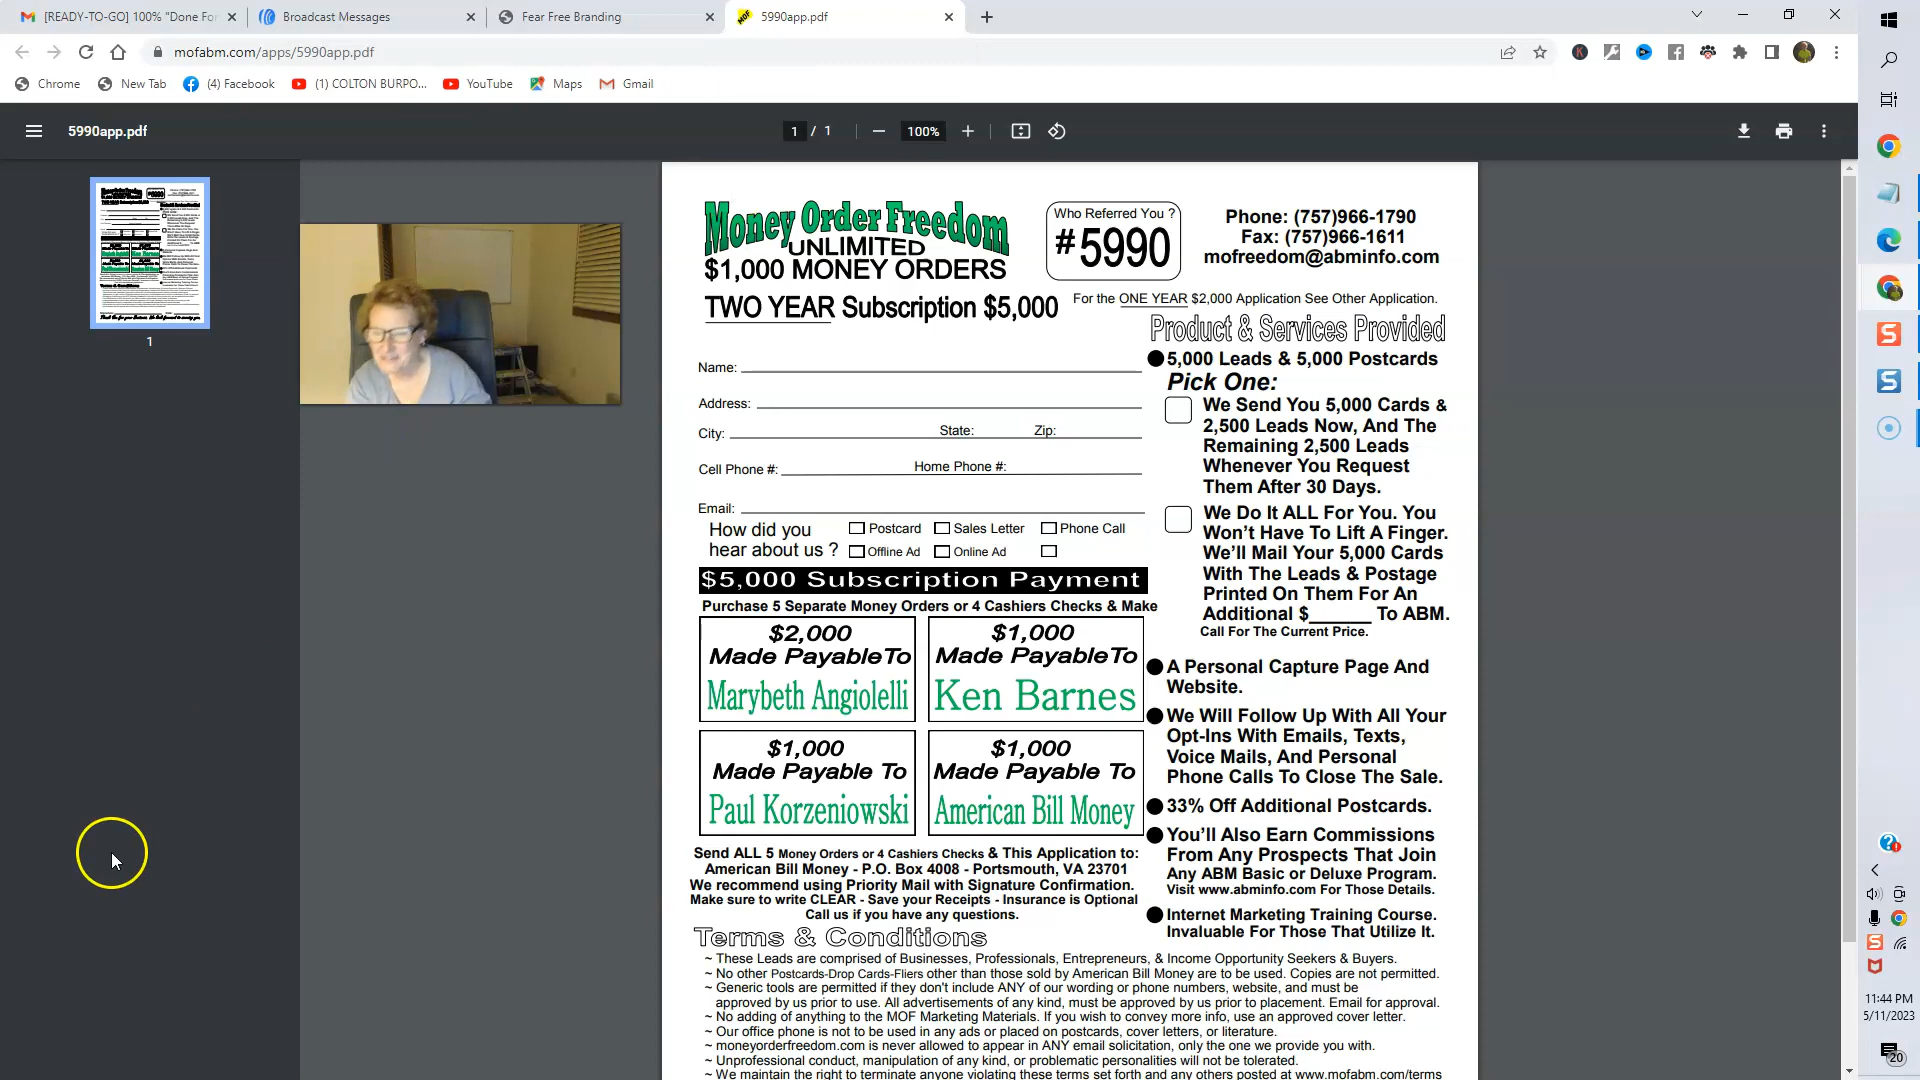 [READY-TO-GO] 100% "Done For
Broadcast Messages
Fear Free Branding
5990app.pdf
mofabm.com/apps/5990app.pdf
Chrome
New Tab
(4) Facebook
(1) COLTON BURPO...
YouTube
Maps
Gmail
5990app.pdf
1 / 1
100%
1
Money Order Freedom
UNLIMITED
$1,000 MONEY ORDERS
Who Referred You ?
#5990
Phone: (757)966-1790
Fax: (757)966-1611
mofreedom@abminfo.com
TWO YEAR Subscription $5,000
For the ONE YEAR $2,000 Application See Other Application.
Name:
Address:
City: State: Zip:
Cell Phone #: Home Phone #:
Email:
How did you
hear about us ?
Postcard Sales Letter Phone Call
Offline Ad Online Ad
$5,000 Subscription Payment
Purchase 5 Separate Money Orders or 4 Cashiers Checks & Make
$2,000
Made Payable To
Marybeth Angiolelli
$1,000
Made Payable To
Ken Barnes
$1,000
Made Payable To
Paul Korzeniowski
$1,000
Made Payable To
American Bill Money
Send ALL 5 Money Orders or 4 Cashiers Checks & This Application to:
American Bill Money - P.O. Box 4008 - Portsmouth, VA 23701
We recommend using Priority Mail with Signature Confirmation.
Make sure to write CLEAR - Save your Receipts - Insurance is Optional
Call us if you have any questions.
Product & Services Provided
5,000 Leads & 5,000 Postcards
Pick One:
We Send You 5,000 Cards &
2,500 Leads Now, And The
Remaining 2,500 Leads
Whenever You Request
Them After 30 Days.
We Do It ALL For You. You
Won't Have To Lift A Finger.
We'll Mail Your 5,000 Cards
With The Leads & Postage
Printed On Them For An
Additional $______ To ABM.
Call For The Current Price.
A Personal Capture Page And
Website.
We Will Follow Up With All Your
Opt-Ins With Emails, Texts,
Voice Mails, And Personal
Phone Calls To Close The Sale.
33% Off Additional Postcards.
You'll Also Earn Commissions
From Any Prospects That Join
Any ABM Basic or Deluxe Program.
Visit www.abminfo.com For Those Details.
Internet Marketing Training Course.
Invaluable For Those That Utilize It.
Terms & Conditions
~ These Leads are comprised of Businesses, Professionals, Entrepreneurs, & Income Opportunity Seekers & Buyers.
~ No other Postcards-Drop Cards-Fliers other than those sold by American Bill Money are to be used. Copies are not permitted.
~ Generic tools are permitted if they don't include ANY of our wording or phone numbers, website, and must be
approved by us prior to use. All advertisements of any kind, must be approved by us prior to placement. Email for approval.
~ No adding of anything to the MOF Marketing Materials. If you wish to convey more info, use an approved cover letter.
~ Our office phone is not to be used in any ads or placed on postcards, cover letters, or literature.
~ moneyorderfreedom.com is never allowed to appear in ANY email solicitation, only the one we provide you with.
~ Unprofessional conduct, manipulation of any kind, or problematic personalities will not be tolerated.
~ We maintain the right to terminate anyone violating these terms set forth and any others posted at www.mofabm.com/terms
11:44 PM
5/11/2023
20